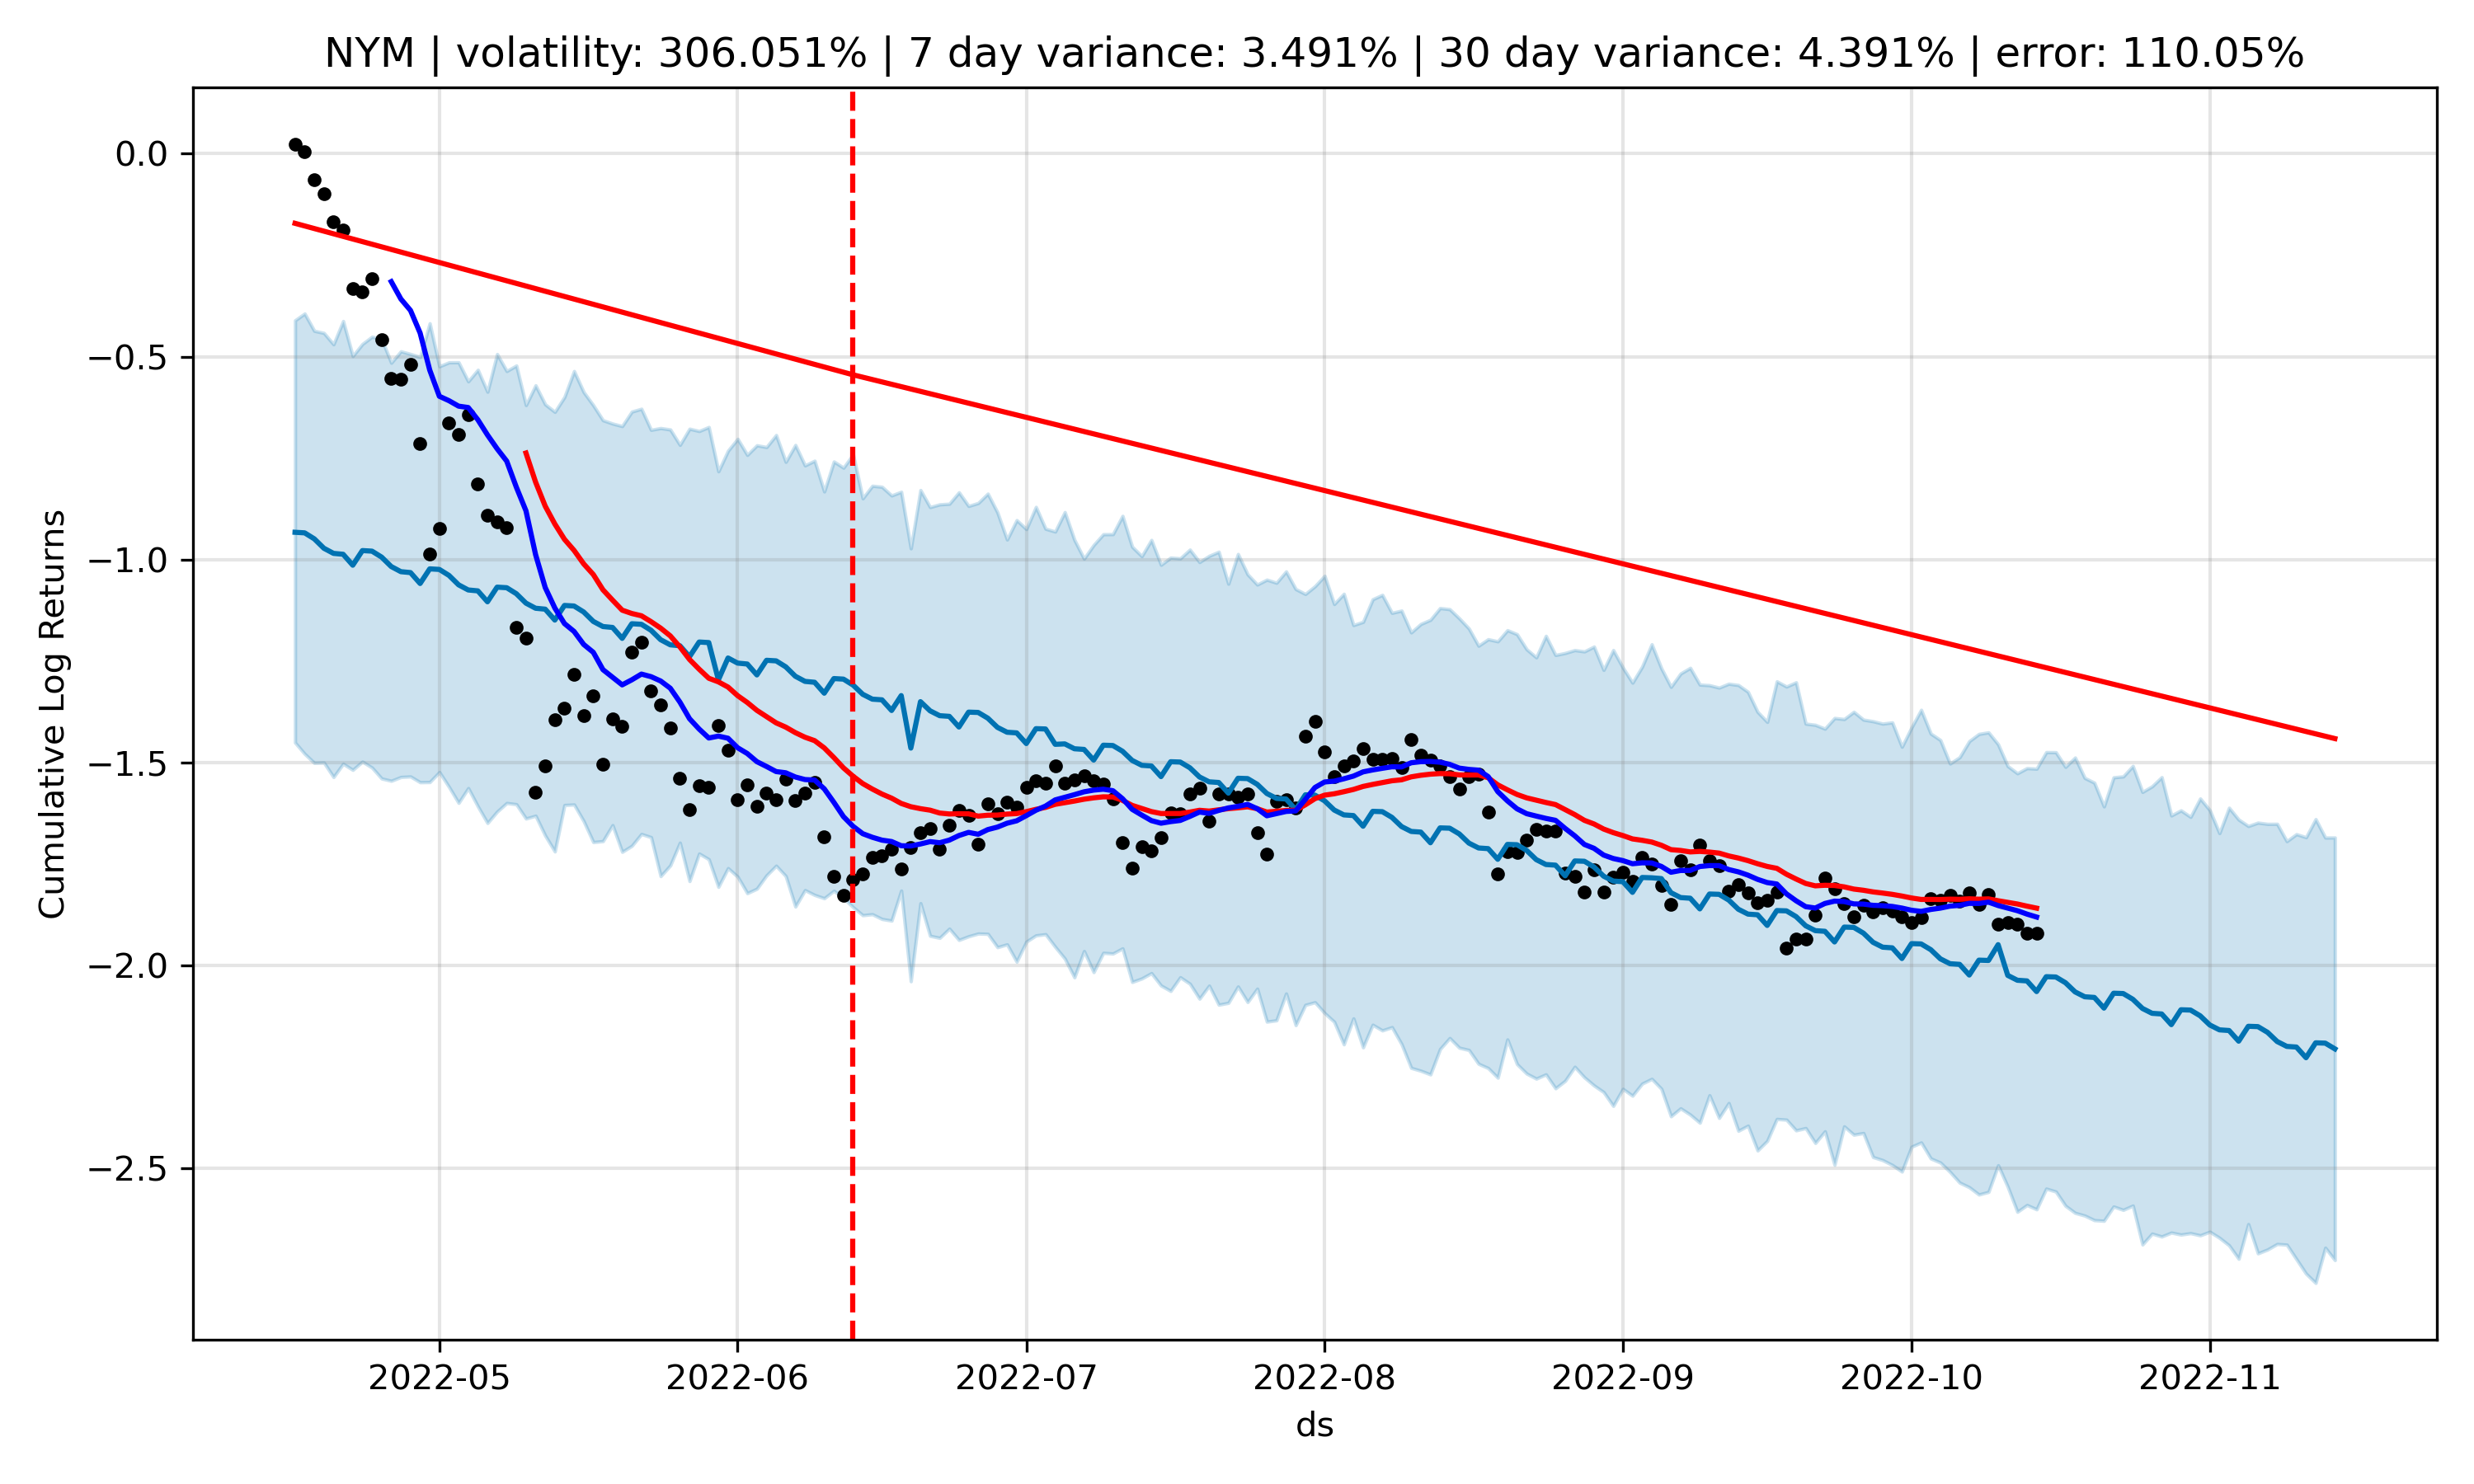 NYM | volatility: 306.051% | 7 day variance: 3.491% | 30 day variance: 4.391% | error: 110.05%
0.0
−0.5
−1.0
−1.5
−2.0
−2.5
Cumulative Log Returns
2022-05 2022-06 2022-07 2022-08 2022-09 2022-10 2022-11
ds